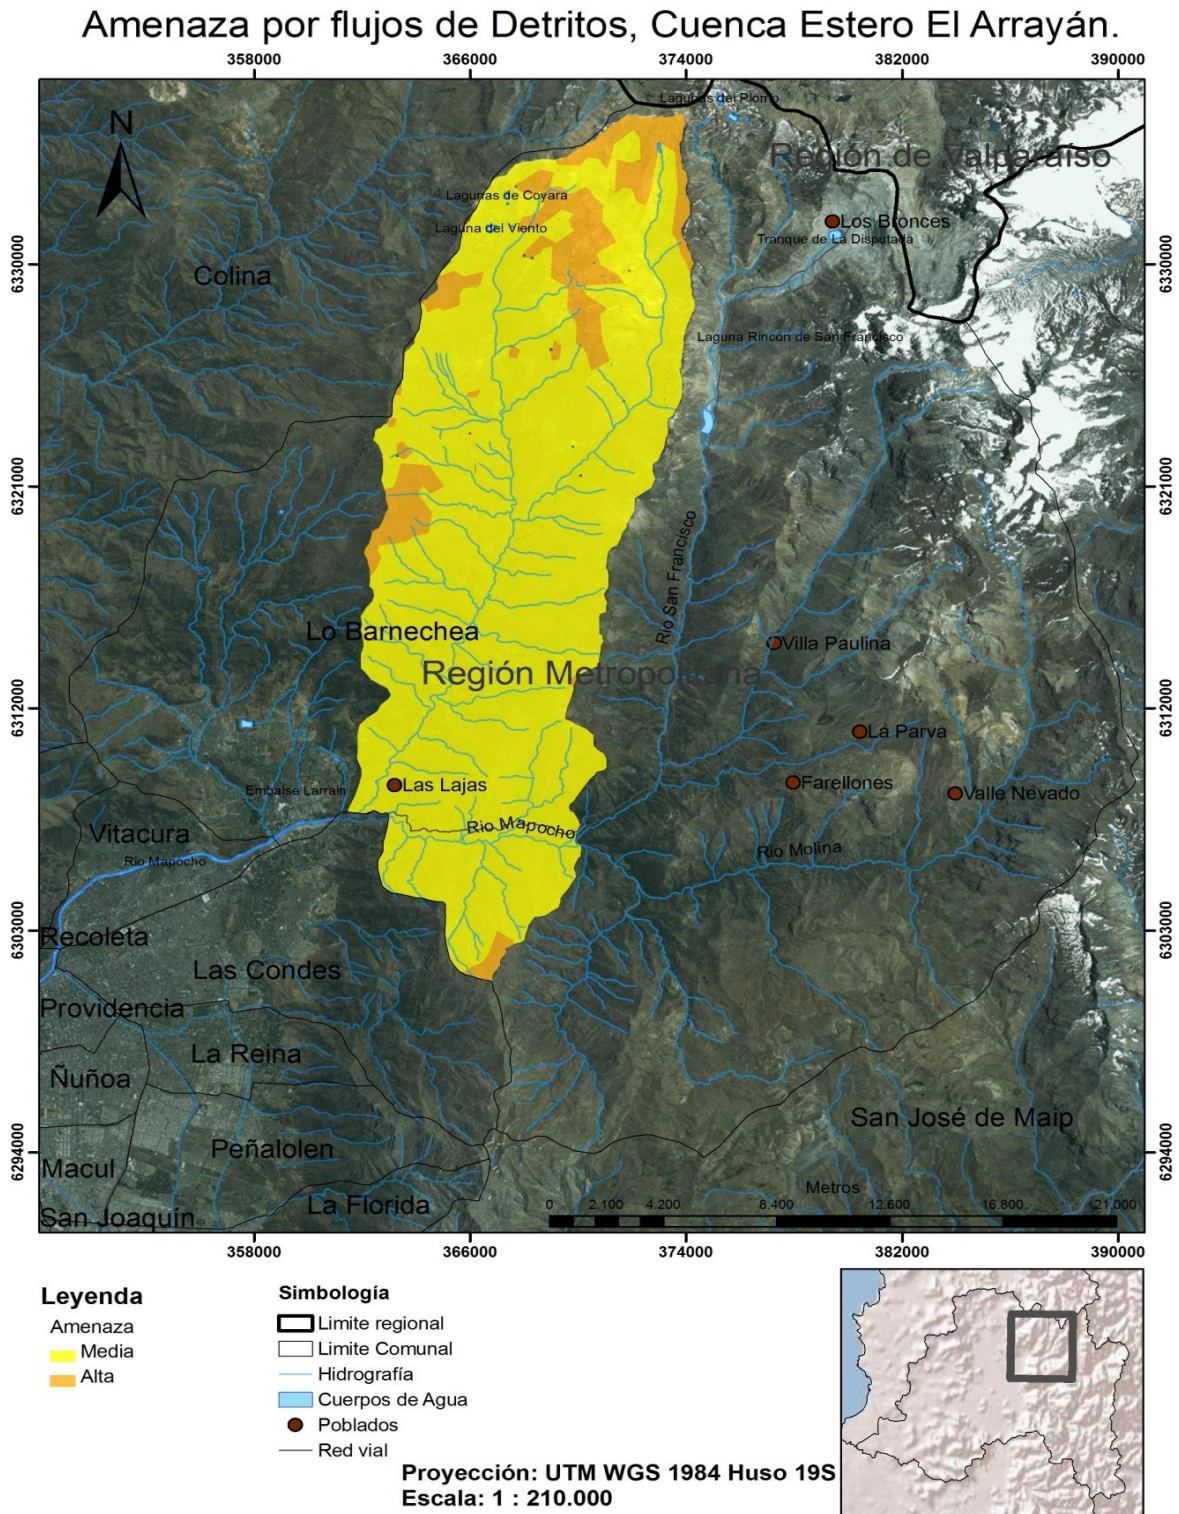 Amenaza por flujos de Detritos, Cuenca Estero El Arrayán.
358000 366000 374000 382000 390000
N
Lagunas del Plomo
Región de Valparaíso
Lagunas de Coyara
Laguna del Viento
Los Bronces
Tranque de La Disputada
6330000 6330000
Colina
Laguna Rincón de San Francisco
6321000 6321000
Rio San Francisco
Lo Barnechea
Villa Paulina
Región Metropolitana
6312000 6312000
La Parva
Las Lajas
Farellones
Embalse Larrain
Valle Nevado
Vitacura
Rio Mapocho
Rio Molina
Rio Mapocho
6303000 6303000
Recoleta
Las Condes
Providencia
La Reina
Ñuñoa
San José de Maip
Peñalolen
6294000 6294000
Macul
Metros
La Florida
0 2.100 4.200 8.400 12.600 16.800 21.000
San Joaquín
358000 366000 374000 382000 390000
Leyenda
Amenaza
Media
Alta
Simbología
Limite regional
Limite Comunal
Hidrografía
Cuerpos de Agua
Poblados
Red vial
Proyección: UTM WGS 1984 Huso 19S
Escala: 1 : 210.000